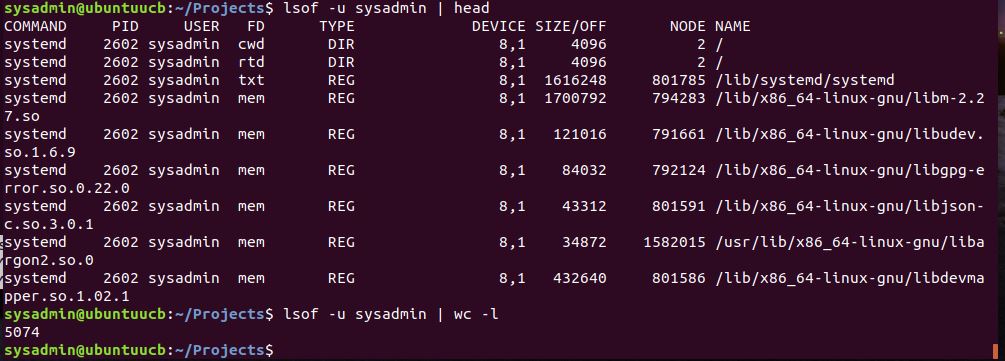 sysadmin@ubuntuucb:~/Projects$ lsof -u sysadmin | head
COMMAND    PID     USER   FD      TYPE             DEVICE SIZE/OFF       NODE NAME
systemd   2602 sysadmin  cwd       DIR                8,1     4096          2 /
systemd   2602 sysadmin  rtd       DIR                8,1     4096          2 /
systemd   2602 sysadmin  txt       REG                8,1  1616248     801785 /lib/systemd/systemd
systemd   2602 sysadmin  mem       REG                8,1  1700792     794283 /lib/x86_64-linux-gnu/libm-2.2
7.so
systemd   2602 sysadmin  mem       REG                8,1   121016     791661 /lib/x86_64-linux-gnu/libudev.
so.1.6.9
systemd   2602 sysadmin  mem       REG                8,1    84032     792124 /lib/x86_64-linux-gnu/libgpg-e
rror.so.0.22.0
systemd   2602 sysadmin  mem       REG                8,1    43312     801591 /lib/x86_64-linux-gnu/libjson-
c.so.3.0.1
systemd   2602 sysadmin  mem       REG                8,1    34872    1582015 /usr/lib/x86_64-linux-gnu/liba
rgon2.so.0
systemd   2602 sysadmin  mem       REG                8,1   432640     801586 /lib/x86_64-linux-gnu/libdevma
pper.so.1.02.1
sysadmin@ubuntuucb:~/Projects$ lsof -u sysadmin | wc -l
5074
sysadmin@ubuntuucb:~/Projects$